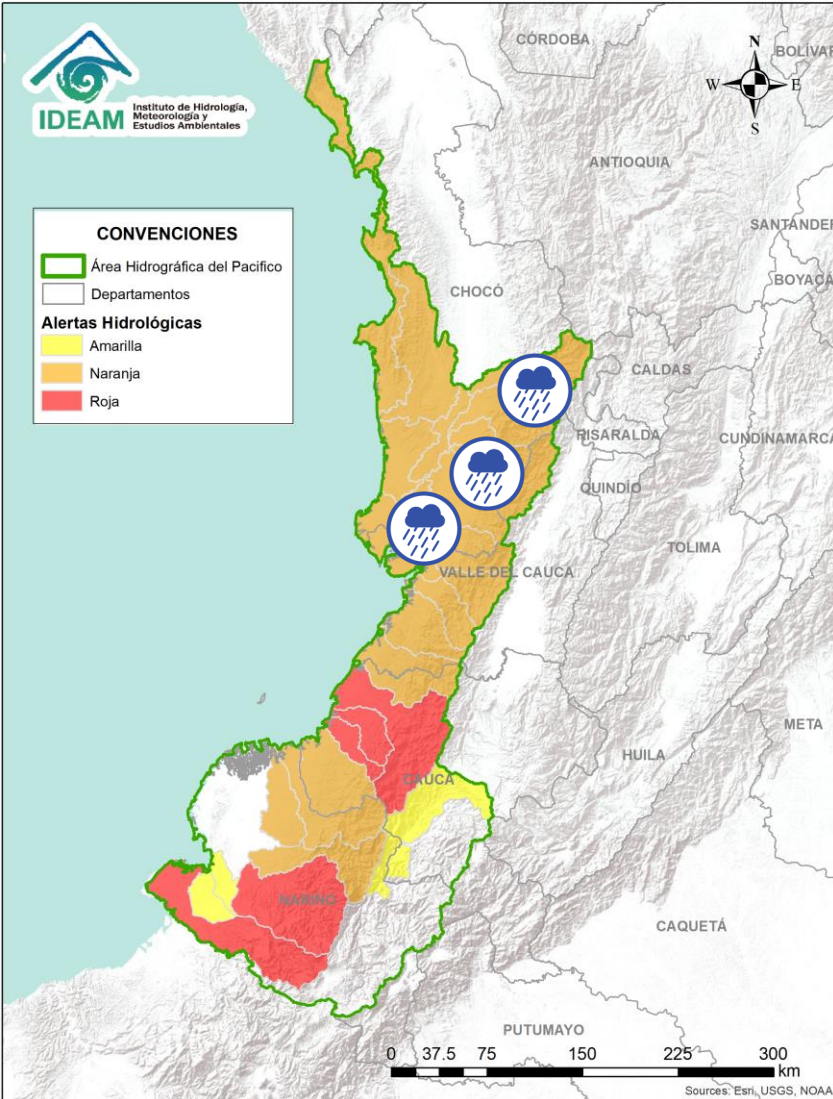 IDEAM
Instituto de Hidrología,
Meteorología y
Estudios Ambientales
CÓRDOBA
BOLÍVAR
N
W
E
S
ANTIOQUIA
SANTANDER
BOYACÁ
CONVENCIONES
Área Hidrográfica del Pacifico
Departamentos
Alertas Hidrológicas
Amarilla
Naranja
Roja
CHOCÓ
CALDAS
RISARALDA
CUNDINAMARCA
QUINDÍO
TOLIMA
VALLE DEL CAUCA
META
HUILA
CAUCA
NARIÑO
CAQUETÁ
PUTUMAYO
0 37.5 75 150 225 300
km
Sources: Esri, USGS, NOAA